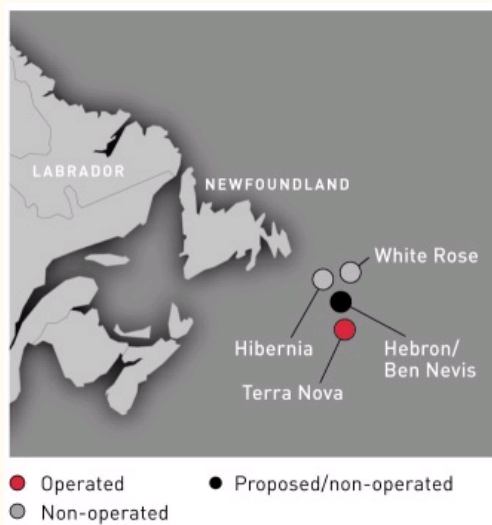 LABRADOR
NEWFOUNDLAND
White Rose
Hibernia
Hebron/
Ben Nevis
Terra Nova
Operated
Proposed/non-operated
Non-operated